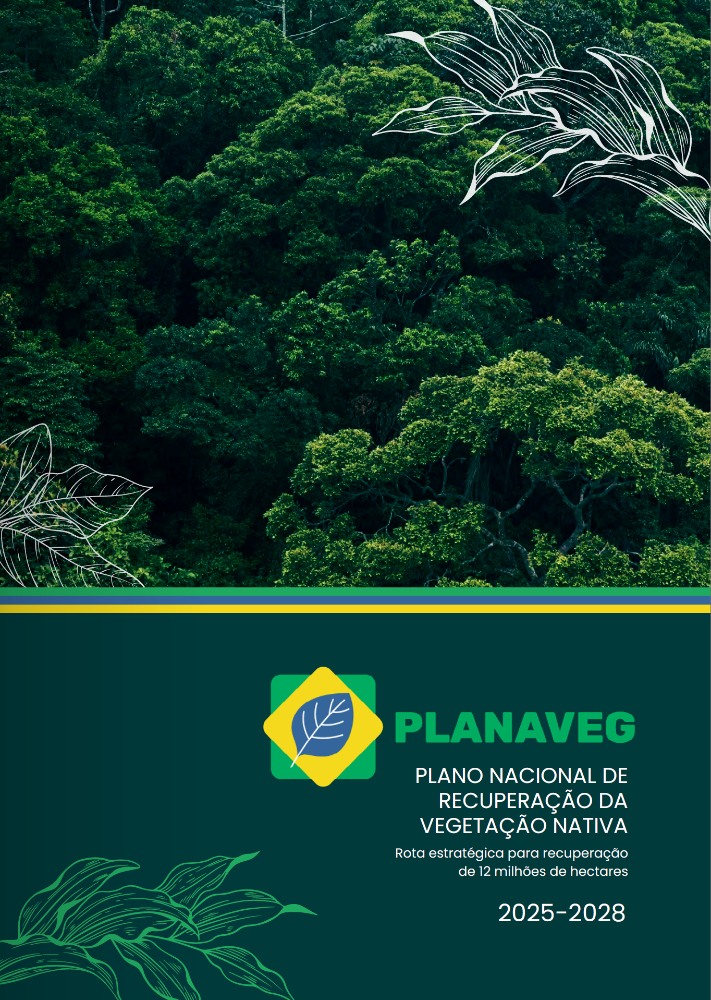 PLANAVEG
PLANO NACIONAL DE
RECUPERAÇÃO DA
VEGETAÇÃO NATIVA
Rota estratégica para recuperação
de 12 milhões de hectares
2025-2028